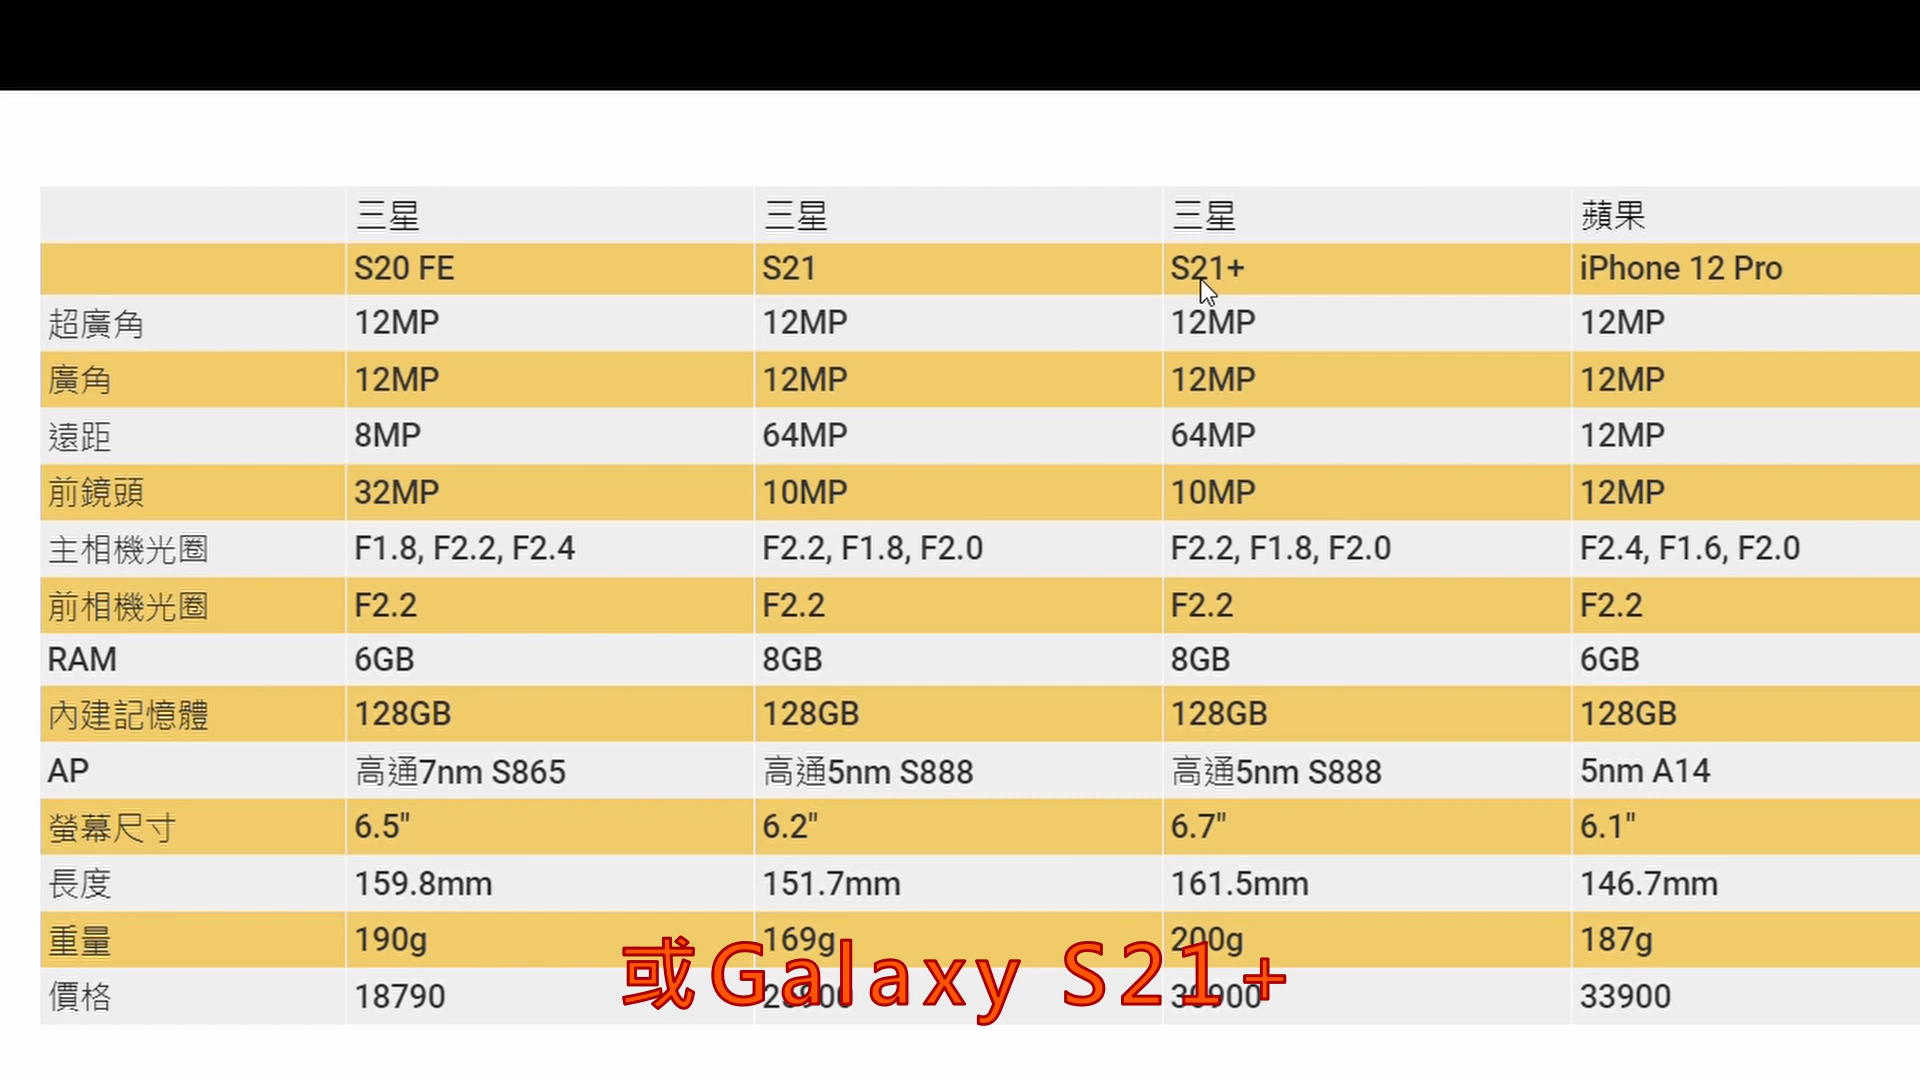 三星 三星 三星 蘋果
S20 FE S21 S21+ iPhone 12 Pro
超廣角 12MP 12MP 12MP 12MP
廣角 12MP 12MP 12MP 12MP
遠距 8MP 64MP 64MP 12MP
前鏡頭 32MP 10MP 10MP 12MP
主相機光圈 F1.8, F2.2, F2.4 F2.2, F1.8, F2.0 F2.2, F1.8, F2.0 F2.4, F1.6, F2.0
前相機光圈 F2.2 F2.2 F2.2 F2.2
RAM 6GB 8GB 8GB 6GB
內建記憶體 128GB 128GB 128GB 128GB
AP 高通7nm S865 高通5nm S888 高通5nm S888 5nm A14
螢幕尺寸 6.5" 6.2" 6.7" 6.1"
長度 159.8mm 151.7mm 161.5mm 146.7mm
重量 190g 169g 200g 187g
價格 18790 33900
或Galaxy S21+